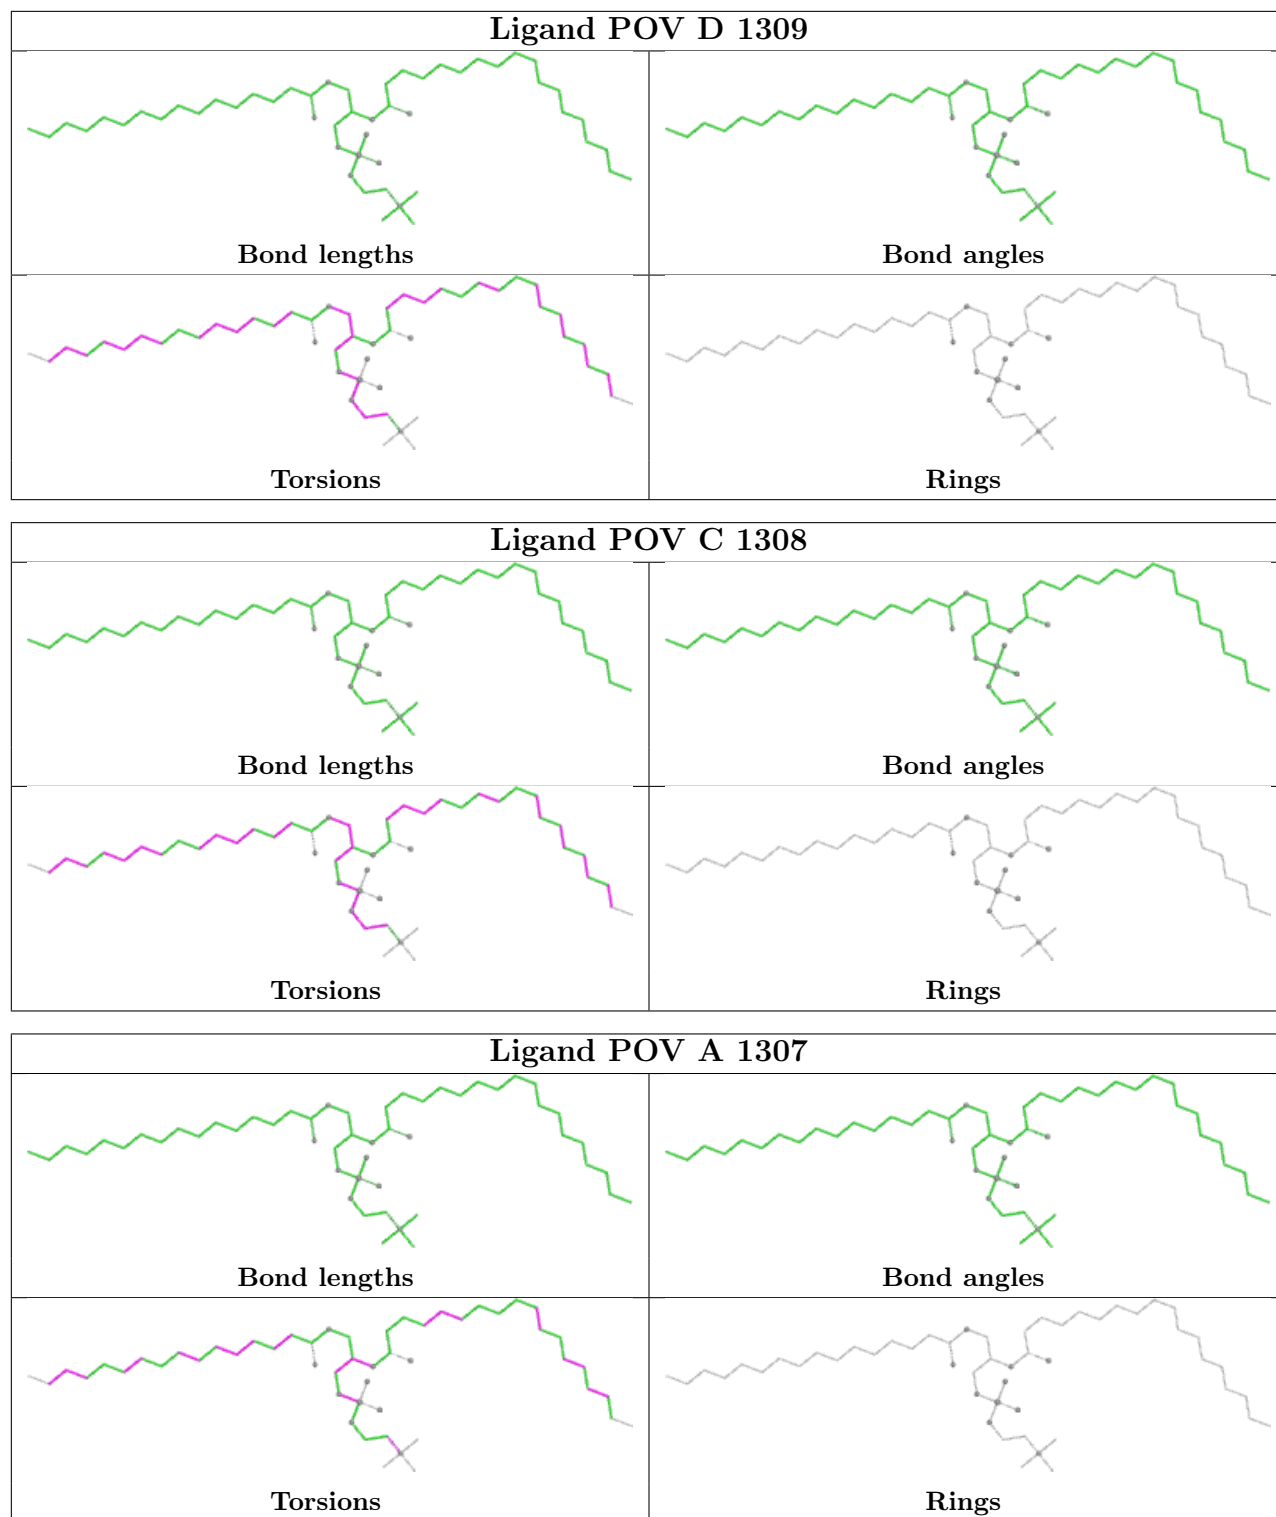 Ligand POV D 1309
Bond lengths
Bond angles
Torsions
Rings
Ligand POV C 1308
Bond lengths
Bond angles
Torsions
Rings
Ligand POV A 1307
Bond lengths
Bond angles
Torsions
Rings